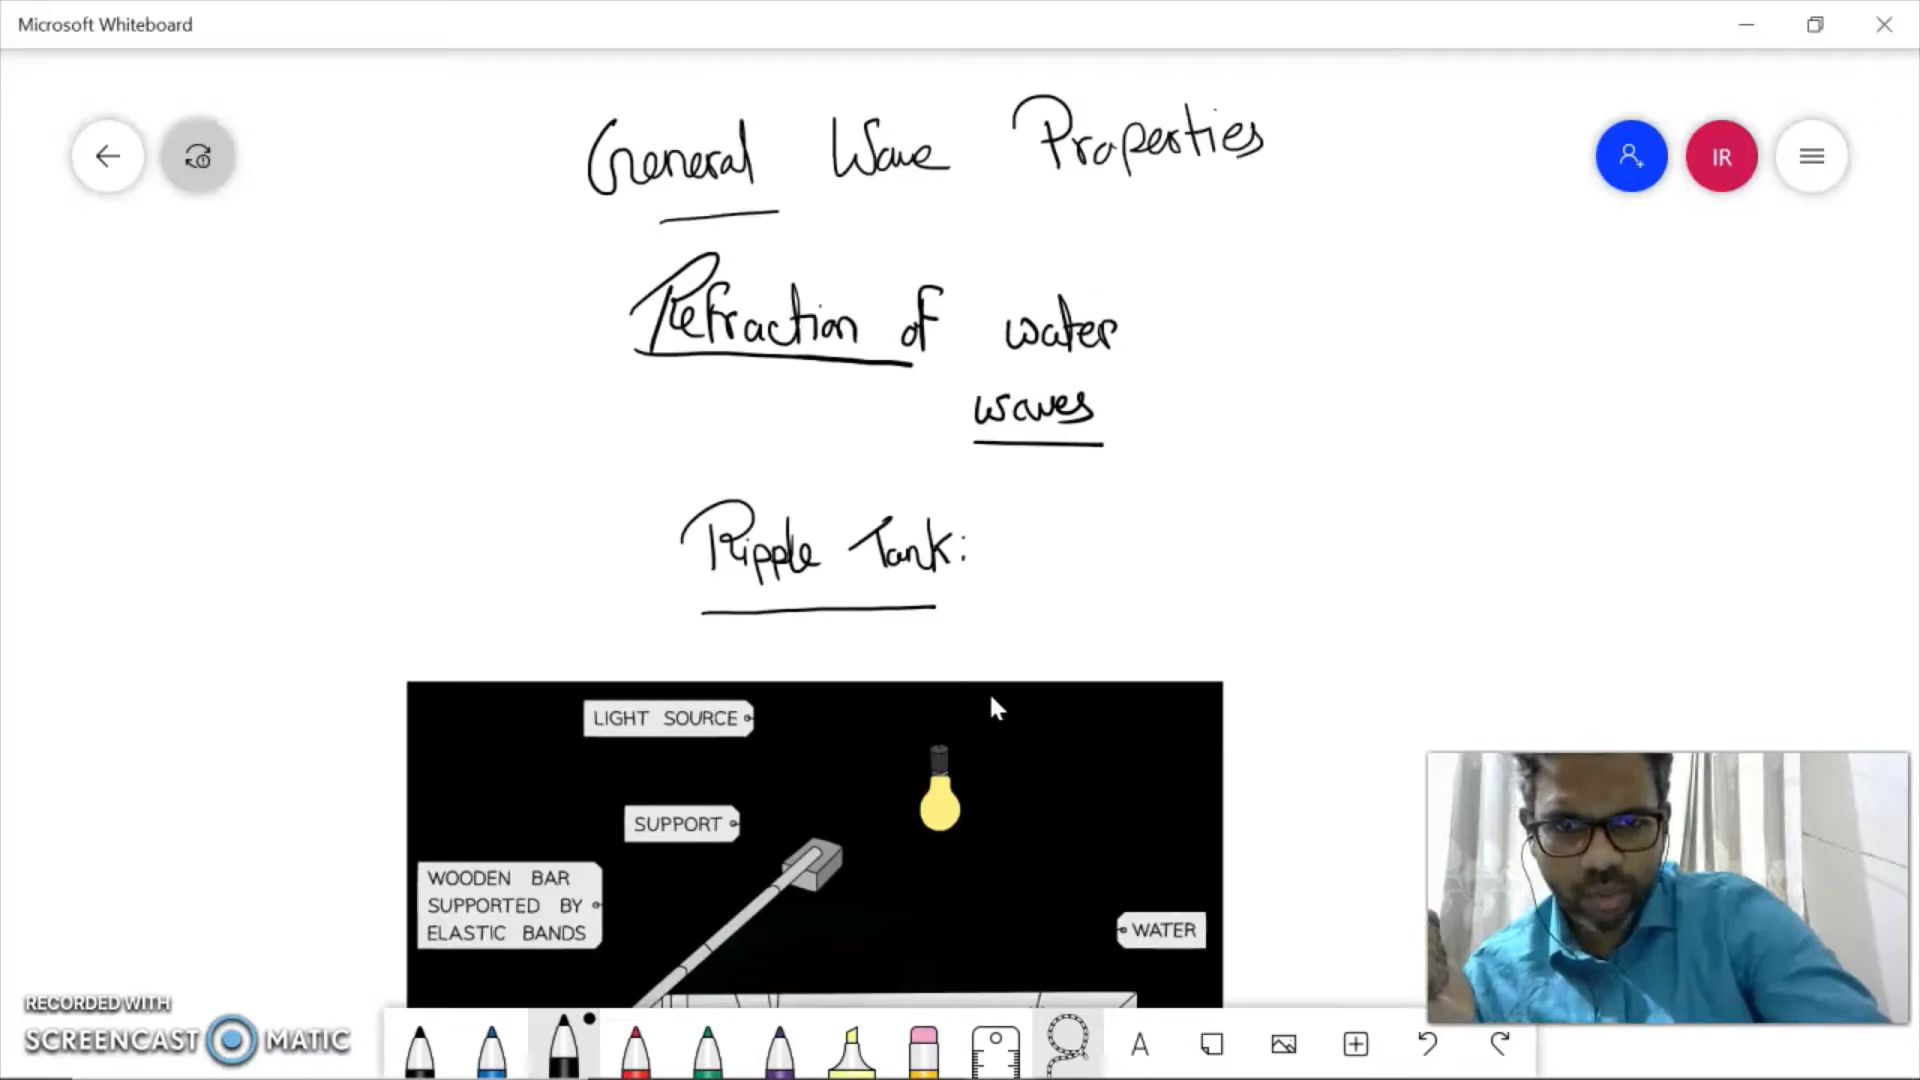 Microsoft Whiteboard
General Wave Properties
IR
Refraction of water
waves
Ripple Tank:
LIGHT SOURCE
SUPPORT
WOODEN BAR
SUPPORTED BY
ELASTIC BANDS
WATER
RECORDED WITH
SCREENCAST MATIC
A